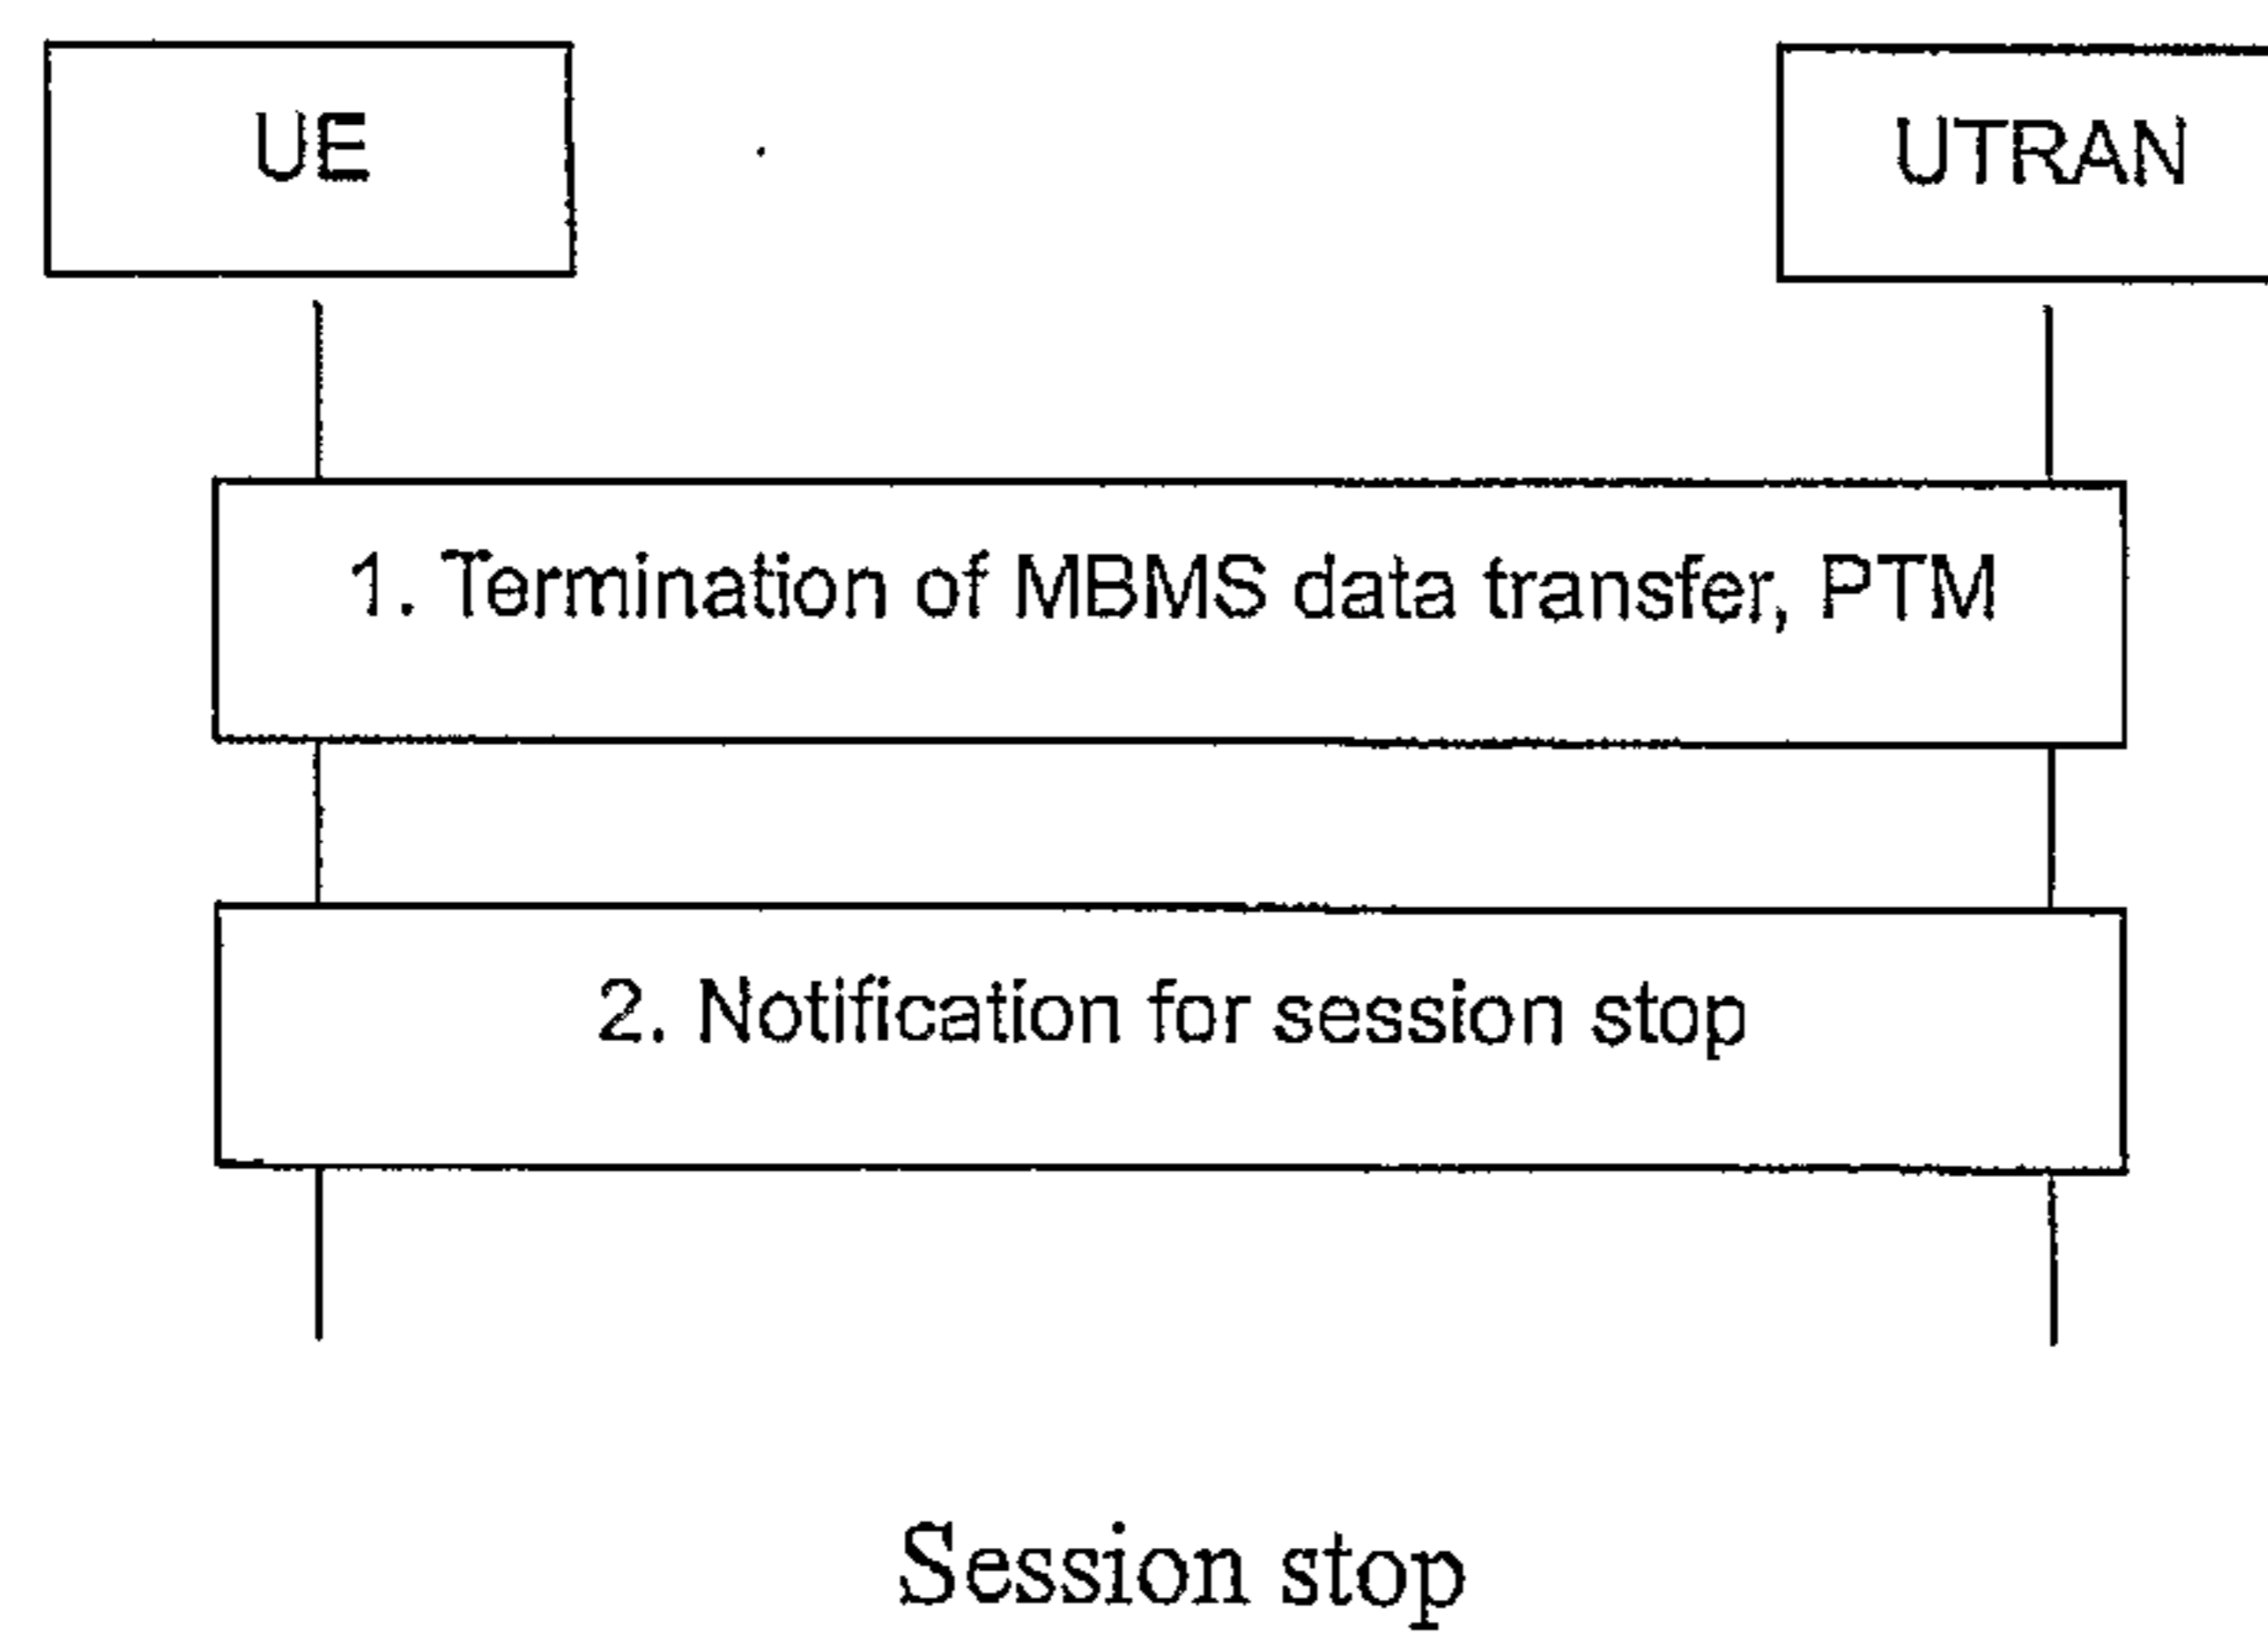 UE
UTRAN
1. Termination of MBMS data transfer, PTM
2. Notification for session stop
Session stop